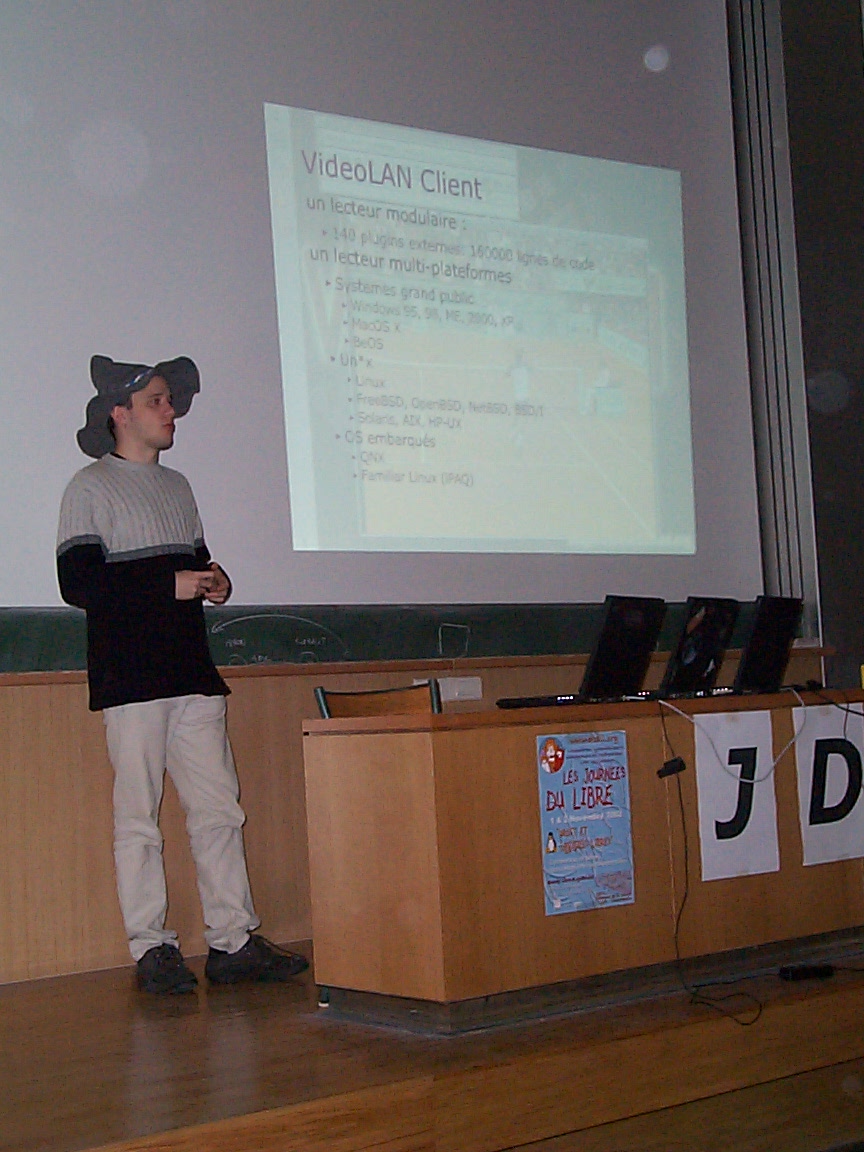 VideoLAN Client
un lecteur modulaire :
140 plugins externes: 160000 lignes de code
un lecteur multi-plateformes
Systèmes grand public
Windows 95, 98, ME, 2000, XP
MacOS X
BeOS
Un*x
Linux
FreeBSD, OpenBSD, NetBSD, BSD/I
Solaris, AIX, HP-UX
OS embarqués
QNX
Familiar Linux (iPAQ)
LES JOURNEES
DU LIBRE
J D